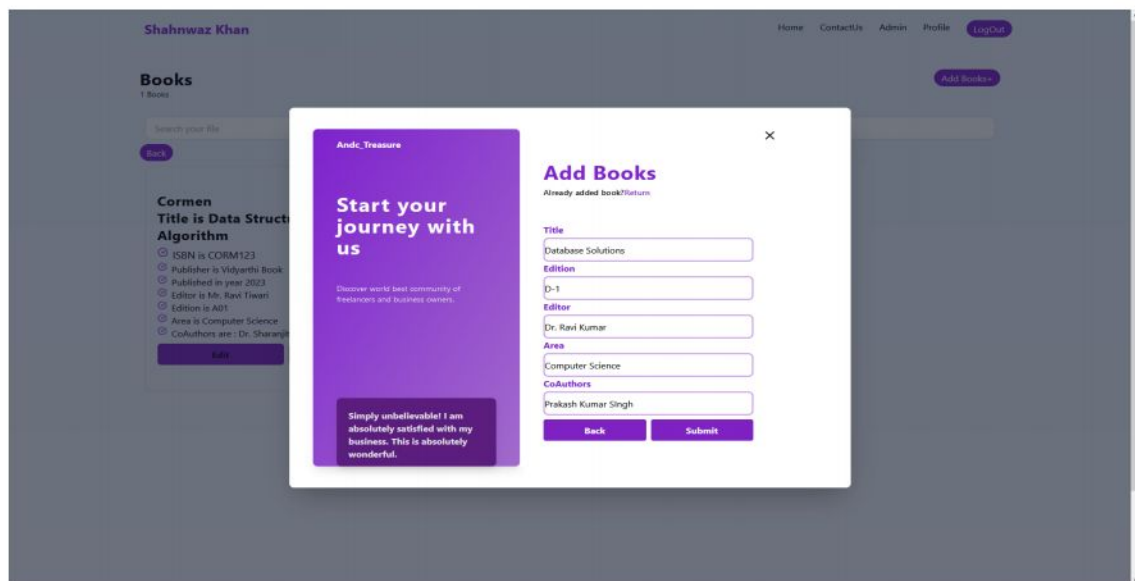 Shahnwaz Khan
Home ContactUs Admin Profile LogOut
Books
1 Books
Add Books+
Search your file
Back
Cormen
Title is Data Struct
Algorithm
ISBN is CORM123
Publisher is Vidyarthi Book
Published in year 2023
Editor is Mr. Ravi Tiwari
Edition is A01
Area is Computer Science
CoAuthors are : Dr. Sharanjit
Edit
Andc_Treasure
Start your
journey with
us
Discover world best community of
freelancers and business owners.
Simply unbelievable! I am
absolutely satisfied with my
business. This is absolutely
wonderful.
×
Add Books
Already added book?Return
Title
Database Solutions
Edition
D-1
Editor
Dr. Ravi Kumar
Area
Computer Science
CoAuthors
Prakash Kumar SIngh
Back Submit